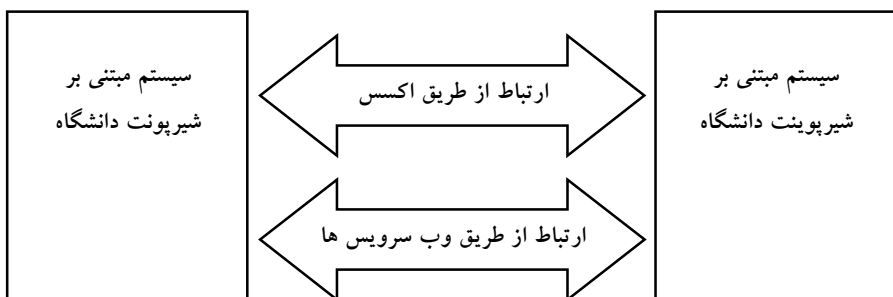 سیستم مبتنی بر
شیرپوینت دانشگاه
ارتباط از طریق اکسس
ارتباط از طریق وب سرویس ها
سیستم مبتنی بر
شیرپونت دانشگاه